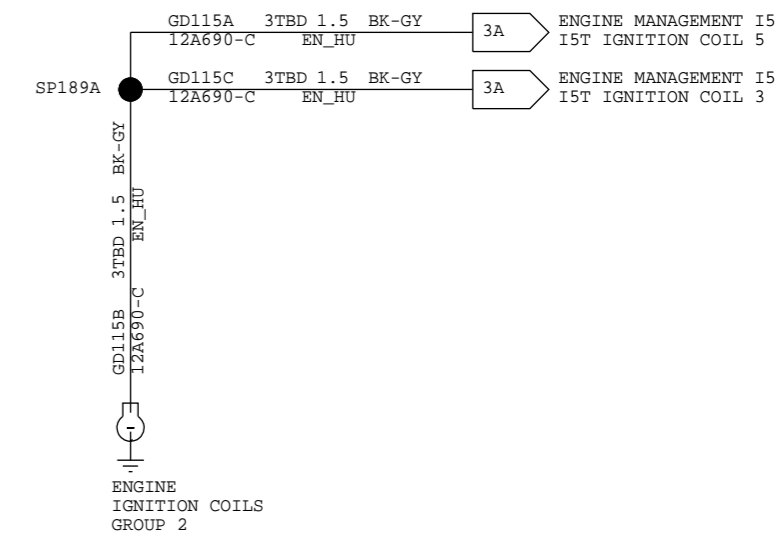 GD115A 3TBD 1.5 BK-GY
12A690-C EN_HU
3A
ENGINE MANAGEMENT I5
I5T IGNITION COIL 5
SP189A
GD115C 3TBD 1.5 BK-GY
12A690-C EN_HU
3A
ENGINE MANAGEMENT I5
I5T IGNITION COIL 3
GD115B 3TBD 1.5 BK-GY
12A690-C EN_HU
ENGINE
IGNITION COILS
GROUP 2